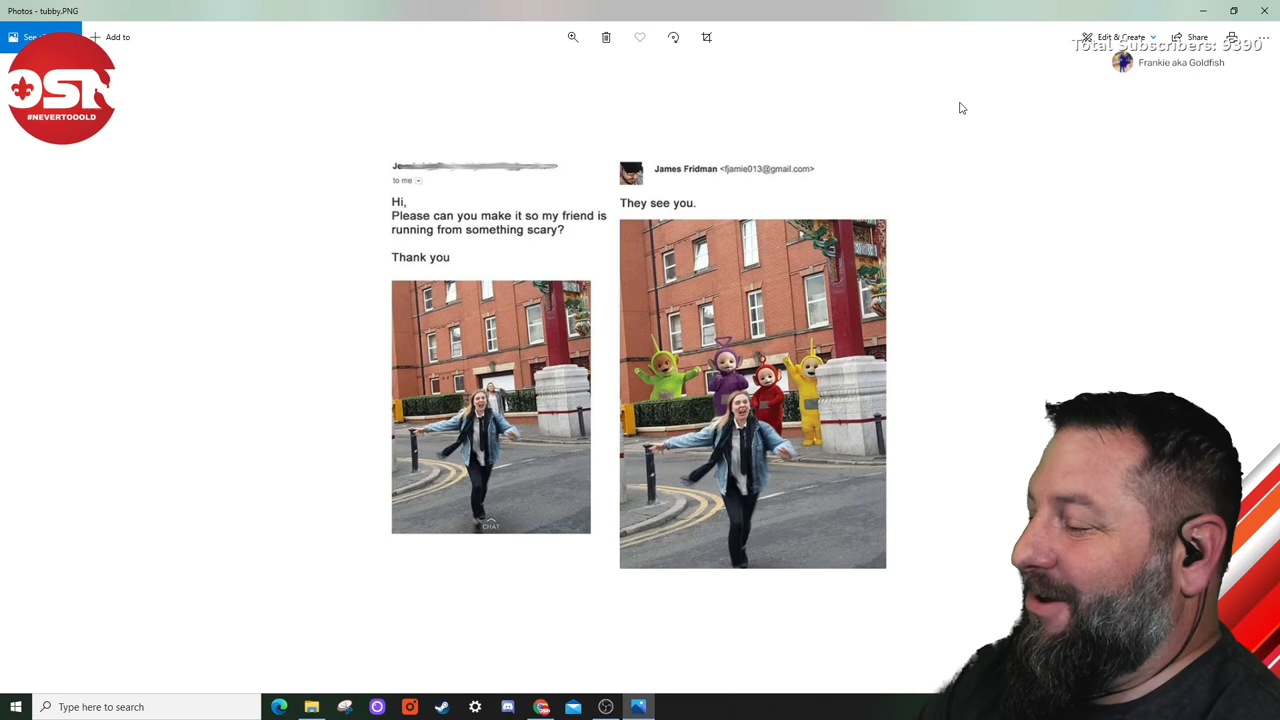 Photos - tubby.PNG
Add to
Edit & Create
Share
Total Subscribers: 9390
Frankie aka Goldfish
OSN
#NEVERTOOOLD
to me
Hi,
Please can you make it so my friend is
running from something scary?
Thank you
CHAT
James Fridman <fjamie013@gmail.com>
They see you.
Type here to search